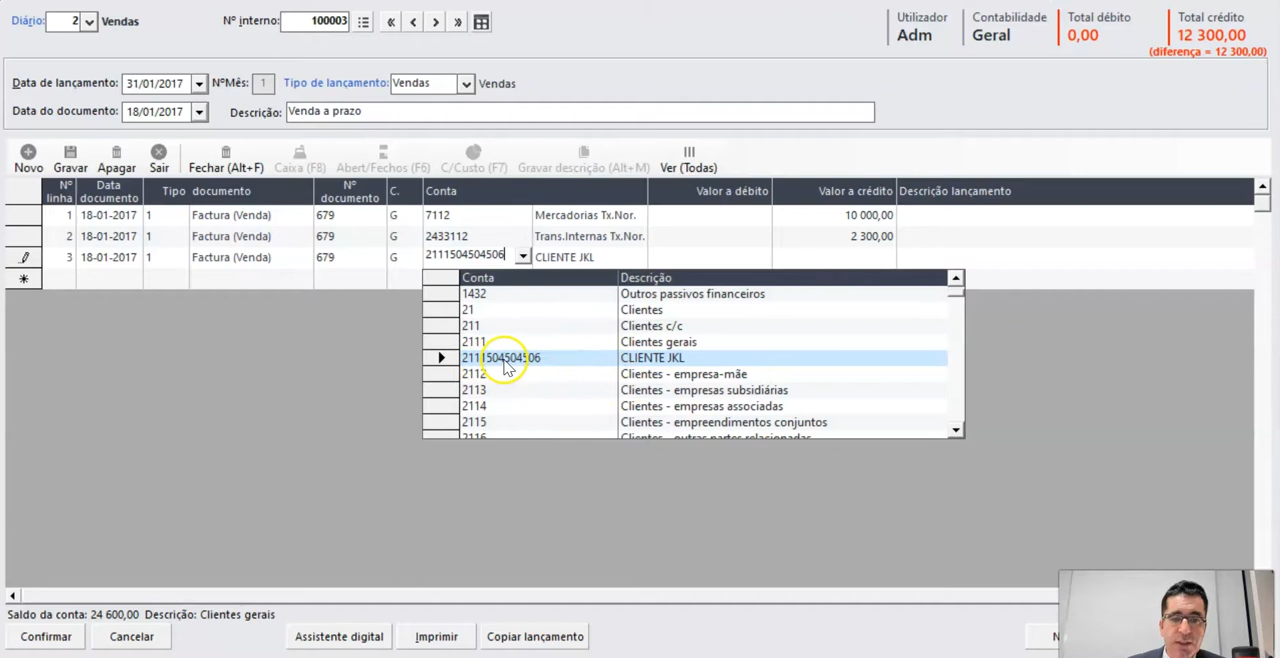 Diário: 2 Vendas Nº interno: 100003 Utilizador Contabilidade Total débito Total crédito
Adm Geral 0,00 12 300,00
(diferença = 12 300,00)
Data de lançamento: 31/01/2017 NºMês: 1 Tipo de lançamento: Vendas Vendas
Data do documento: 18/01/2017 Descrição: Venda a prazo
Novo Gravar Apagar Sair Fechar (Alt+F) Caixa (F8) Abert/Fechos (F6) C/Custo (F7) Gravar descrição (Alt+M) Ver (Todas)
Nº linha Data documento Tipo documento Nº documento C. Conta Valor a débito Valor a crédito Descrição lançamento
1 18-01-2017 1 Factura (Venda) 679 G 7112 Mercadorias Tx.Nor. 10 000,00
2 18-01-2017 1 Factura (Venda) 679 G 2433112 Trans.Internas Tx.Nor. 2 300,00
3 18-01-2017 1 Factura (Venda) 679 G 2111504504506 CLIENTE JKL
Conta Descrição
1432 Outros passivos financeiros
21 Clientes
211 Clientes c/c
2111 Clientes gerais
2111504504506 CLIENTE JKL
2112 Clientes - empresa-mãe
2113 Clientes - empresas subsidiárias
2114 Clientes - empresas associadas
2115 Clientes - empreendimentos conjuntos
2116 Clientes - outras partes relacionadas
Saldo da conta: 24 600,00 Descrição: Clientes gerais
Confirmar Cancelar Assistente digital Imprimir Copiar lançamento